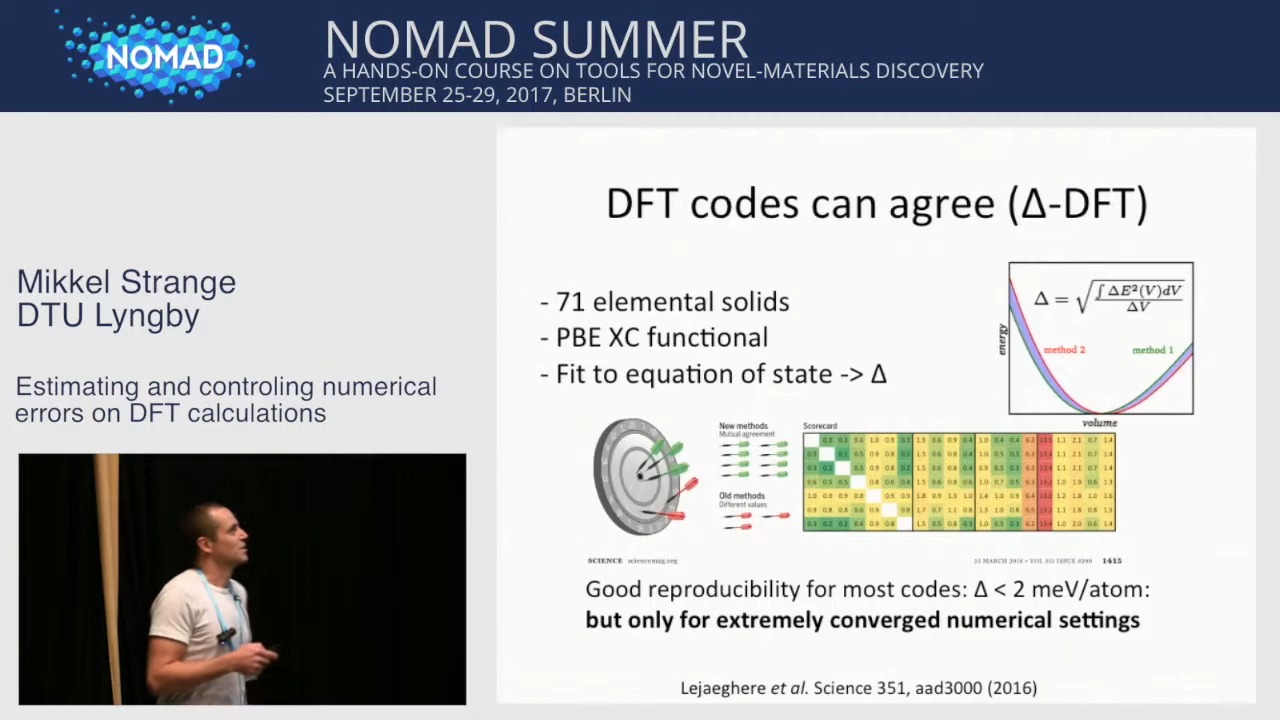 NOMAD
NOMAD SUMMER
A HANDS-ON COURSE ON TOOLS FOR NOVEL-MATERIALS DISCOVERY
SEPTEMBER 25-29, 2017, BERLIN
Mikkel Strange
DTU Lyngby
Estimating and controling numerical
errors on DFT calculations
DFT codes can agree (Δ-DFT)
- 71 elemental solids
- PBE XC functional
- Fit to equation of state -> Δ
Δ = √(∫ΔE²(V)dV / ΔV)
energy
method 2
method 1
volume
New methods
Mutual agreement
Old methods
Different values
Scorecard
SCIENCE sciencemag.org
25 MARCH 2016 • VOL 351 ISSUE 6280 1415
Good reproducibility for most codes: Δ < 2 meV/atom:
but only for extremely converged numerical settings
Lejaeghere et al. Science 351, aad3000 (2016)